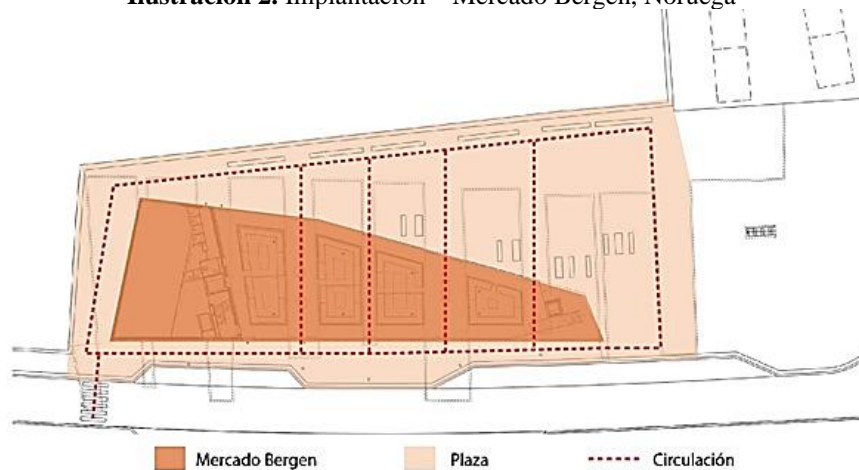 Ilustración 2. Implantación – Mercado Bergen, Noruega
Mercado Bergen
Plaza
Circulación